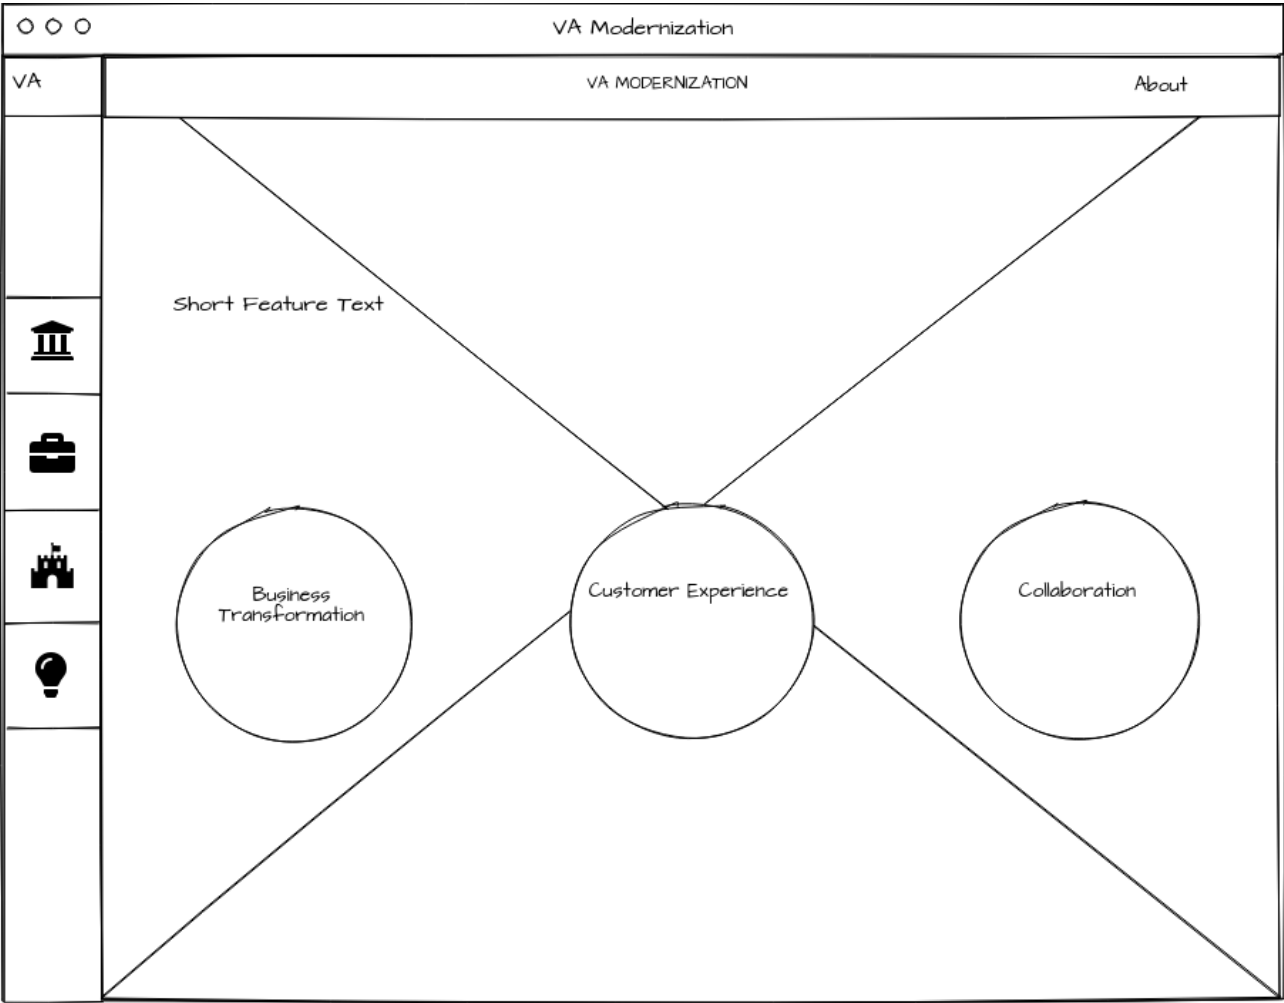 VA Modernization
VA
VA MODERNIZATION
About
Short Feature Text
Business
Transformation
Customer Experience
Collaboration